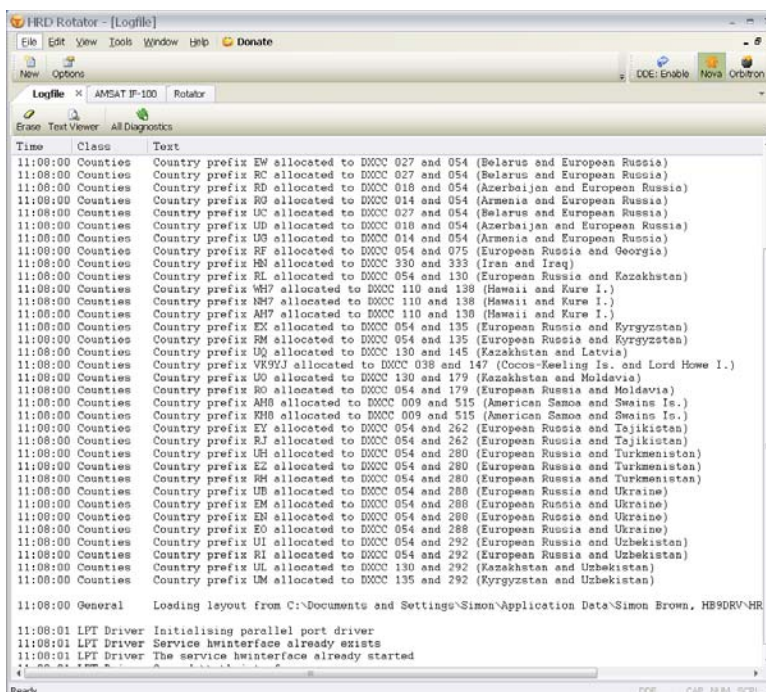 HRD Rotator - [Logfile]
File Edit View Tools Window Help Donate
New Options DDE: Enable Nova Orbitron
Logfile × AMSAT IF-100 Rotator
Erase Text Viewer All Diagnostics
Time Class Text
11:08:00 Counties Country prefix EW allocated to DXCC 027 and 054 (Belarus and European Russia)
11:08:00 Counties Country prefix RC allocated to DXCC 027 and 054 (Belarus and European Russia)
11:08:00 Counties Country prefix RD allocated to DXCC 018 and 054 (Azerbaijan and European Russia)
11:08:00 Counties Country prefix RG allocated to DXCC 014 and 054 (Armenia and European Russia)
11:08:00 Counties Country prefix UC allocated to DXCC 027 and 054 (Belarus and European Russia)
11:08:00 Counties Country prefix UD allocated to DXCC 018 and 054 (Azerbaijan and European Russia)
11:08:00 Counties Country prefix UG allocated to DXCC 014 and 054 (Armenia and European Russia)
11:08:00 Counties Country prefix RF allocated to DXCC 054 and 075 (European Russia and Georgia)
11:08:00 Counties Country prefix HN allocated to DXCC 330 and 333 (Iran and Iraq)
11:08:00 Counties Country prefix RL allocated to DXCC 054 and 130 (European Russia and Kazakhstan)
11:08:00 Counties Country prefix WH7 allocated to DXCC 110 and 138 (Hawaii and Kure I.)
11:08:00 Counties Country prefix NH7 allocated to DXCC 110 and 138 (Hawaii and Kure I.)
11:08:00 Counties Country prefix AH7 allocated to DXCC 110 and 138 (Hawaii and Kure I.)
11:08:00 Counties Country prefix EX allocated to DXCC 054 and 135 (European Russia and Kyrgyzstan)
11:08:00 Counties Country prefix RM allocated to DXCC 054 and 135 (European Russia and Kyrgyzstan)
11:08:00 Counties Country prefix UQ allocated to DXCC 130 and 145 (Kazakhstan and Latvia)
11:08:00 Counties Country prefix VK9YJ allocated to DXCC 038 and 147 (Cocos-Keeling Is. and Lord Howe I.)
11:08:00 Counties Country prefix UO allocated to DXCC 130 and 179 (Kazakhstan and Moldavia)
11:08:00 Counties Country prefix RO allocated to DXCC 054 and 179 (European Russia and Moldavia)
11:08:00 Counties Country prefix AH8 allocated to DXCC 009 and 515 (American Samoa and Swains Is.)
11:08:00 Counties Country prefix KH8 allocated to DXCC 009 and 515 (American Samoa and Swains Is.)
11:08:00 Counties Country prefix EY allocated to DXCC 054 and 262 (European Russia and Tajikistan)
11:08:00 Counties Country prefix RJ allocated to DXCC 054 and 262 (European Russia and Tajikistan)
11:08:00 Counties Country prefix UH allocated to DXCC 054 and 280 (European Russia and Turkmenistan)
11:08:00 Counties Country prefix EZ allocated to DXCC 054 and 280 (European Russia and Turkmenistan)
11:08:00 Counties Country prefix RH allocated to DXCC 054 and 280 (European Russia and Turkmenistan)
11:08:00 Counties Country prefix UB allocated to DXCC 054 and 288 (European Russia and Ukraine)
11:08:00 Counties Country prefix EM allocated to DXCC 054 and 288 (European Russia and Ukraine)
11:08:00 Counties Country prefix EN allocated to DXCC 054 and 288 (European Russia and Ukraine)
11:08:00 Counties Country prefix EO allocated to DXCC 054 and 288 (European Russia and Ukraine)
11:08:00 Counties Country prefix UI allocated to DXCC 054 and 292 (European Russia and Uzbekistan)
11:08:00 Counties Country prefix RI allocated to DXCC 054 and 292 (European Russia and Uzbekistan)
11:08:00 Counties Country prefix UL allocated to DXCC 130 and 292 (Kazakhstan and Uzbekistan)
11:08:00 Counties Country prefix UM allocated to DXCC 135 and 292 (Kyrgyzstan and Uzbekistan)
11:08:00 General Loading layout from C:\Documents and Settings\Simon\Application Data\Simon Brown, HB9DRV\HR
11:08:01 LPT Driver Initialising parallel port driver
11:08:01 LPT Driver Service hwinterface already exists
11:08:01 LPT Driver The service hwinterface already started
Ready DDE CAP NUM SCRL